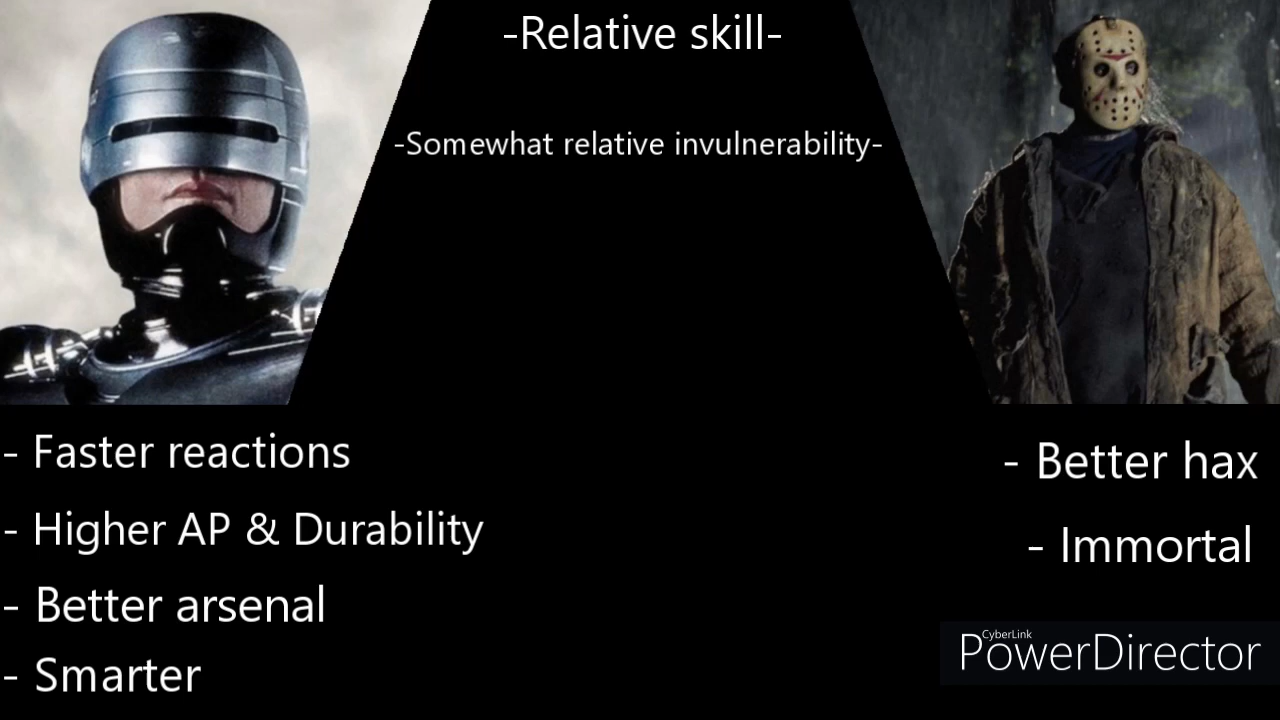 -Relative skill-
-Somewhat relative invulnerability-
- Faster reactions
- Higher AP & Durability
- Better arsenal
- Smarter
- Better hax
- Immortal
CyberLink
PowerDirector